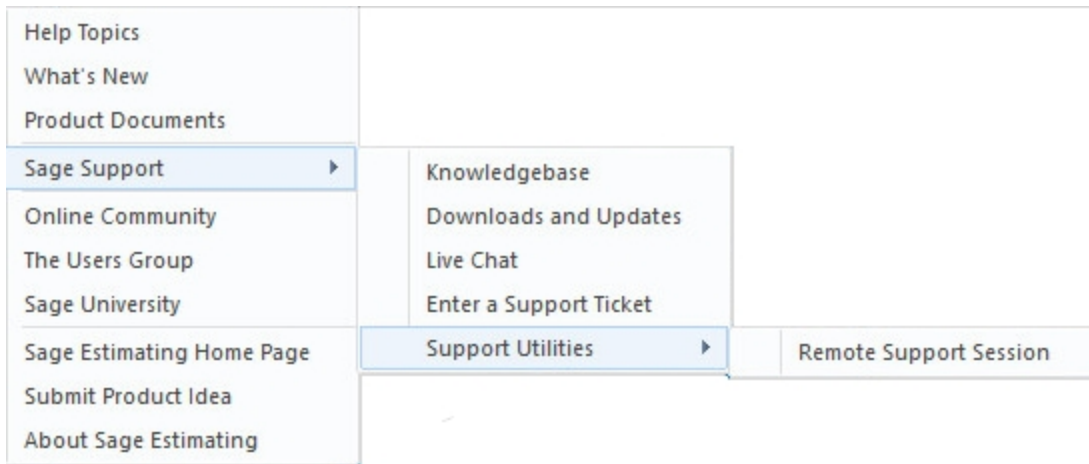 Help Topics
What's New
Product Documents
Sage Support
Online Community
The Users Group
Sage University
Sage Estimating Home Page
Submit Product Idea
About Sage Estimating
Knowledgebase
Downloads and Updates
Live Chat
Enter a Support Ticket
Support Utilities
Remote Support Session